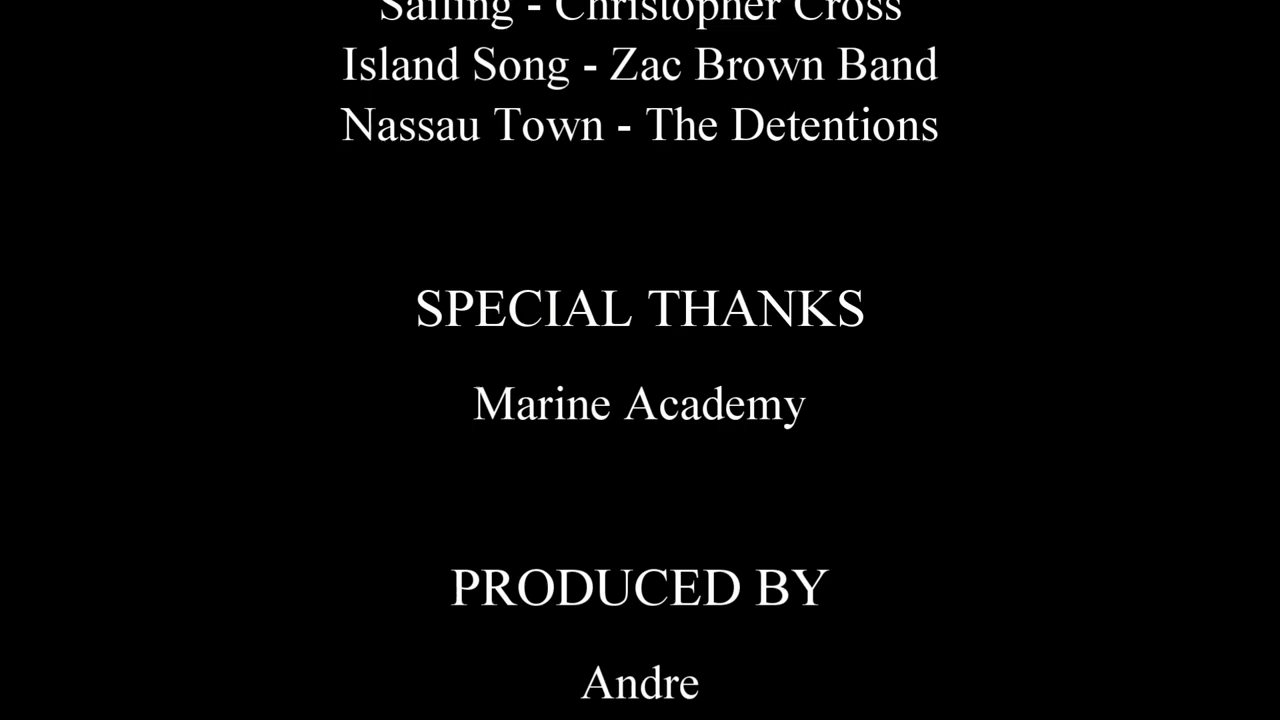 Sailing - Christopher Cross
Island Song - Zac Brown Band
Nassau Town - The Detentions
SPECIAL THANKS
Marine Academy
PRODUCED BY
Andre